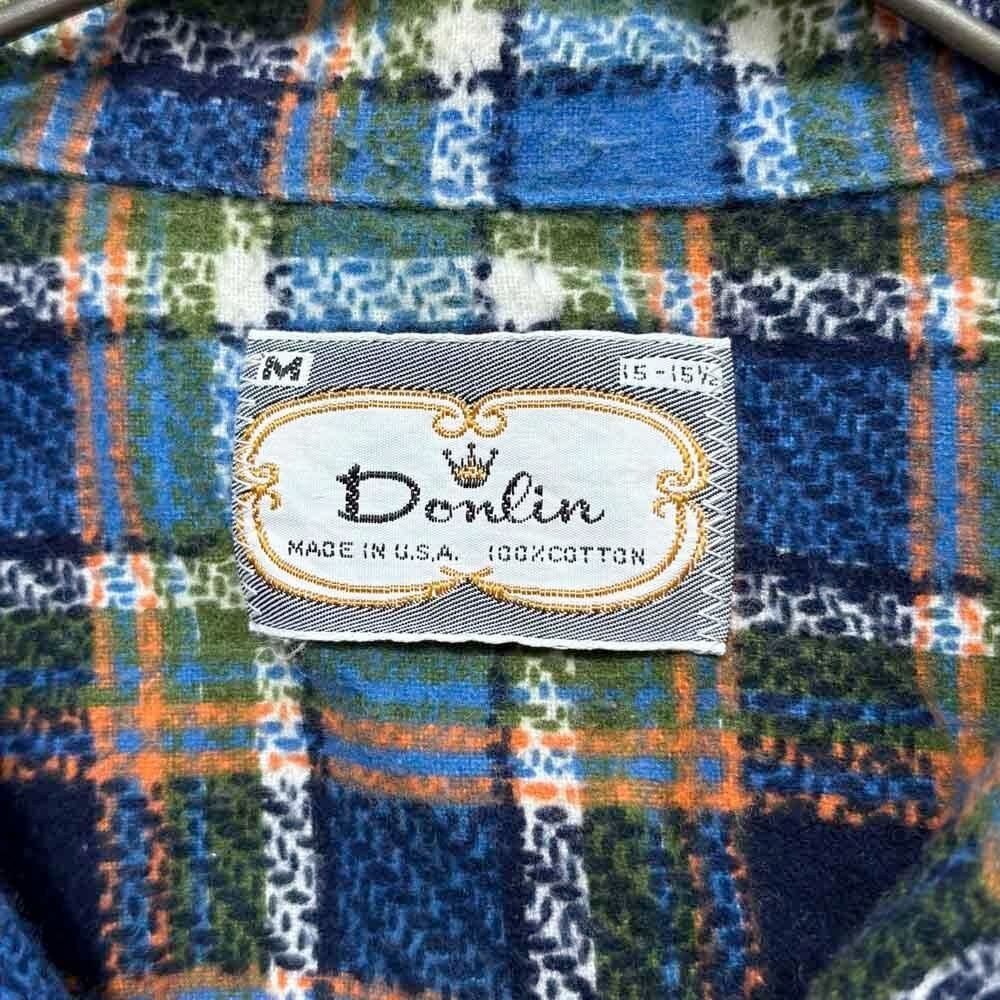 M 15-15½
Donlin
MADE IN U.S.A. 100%COTTON